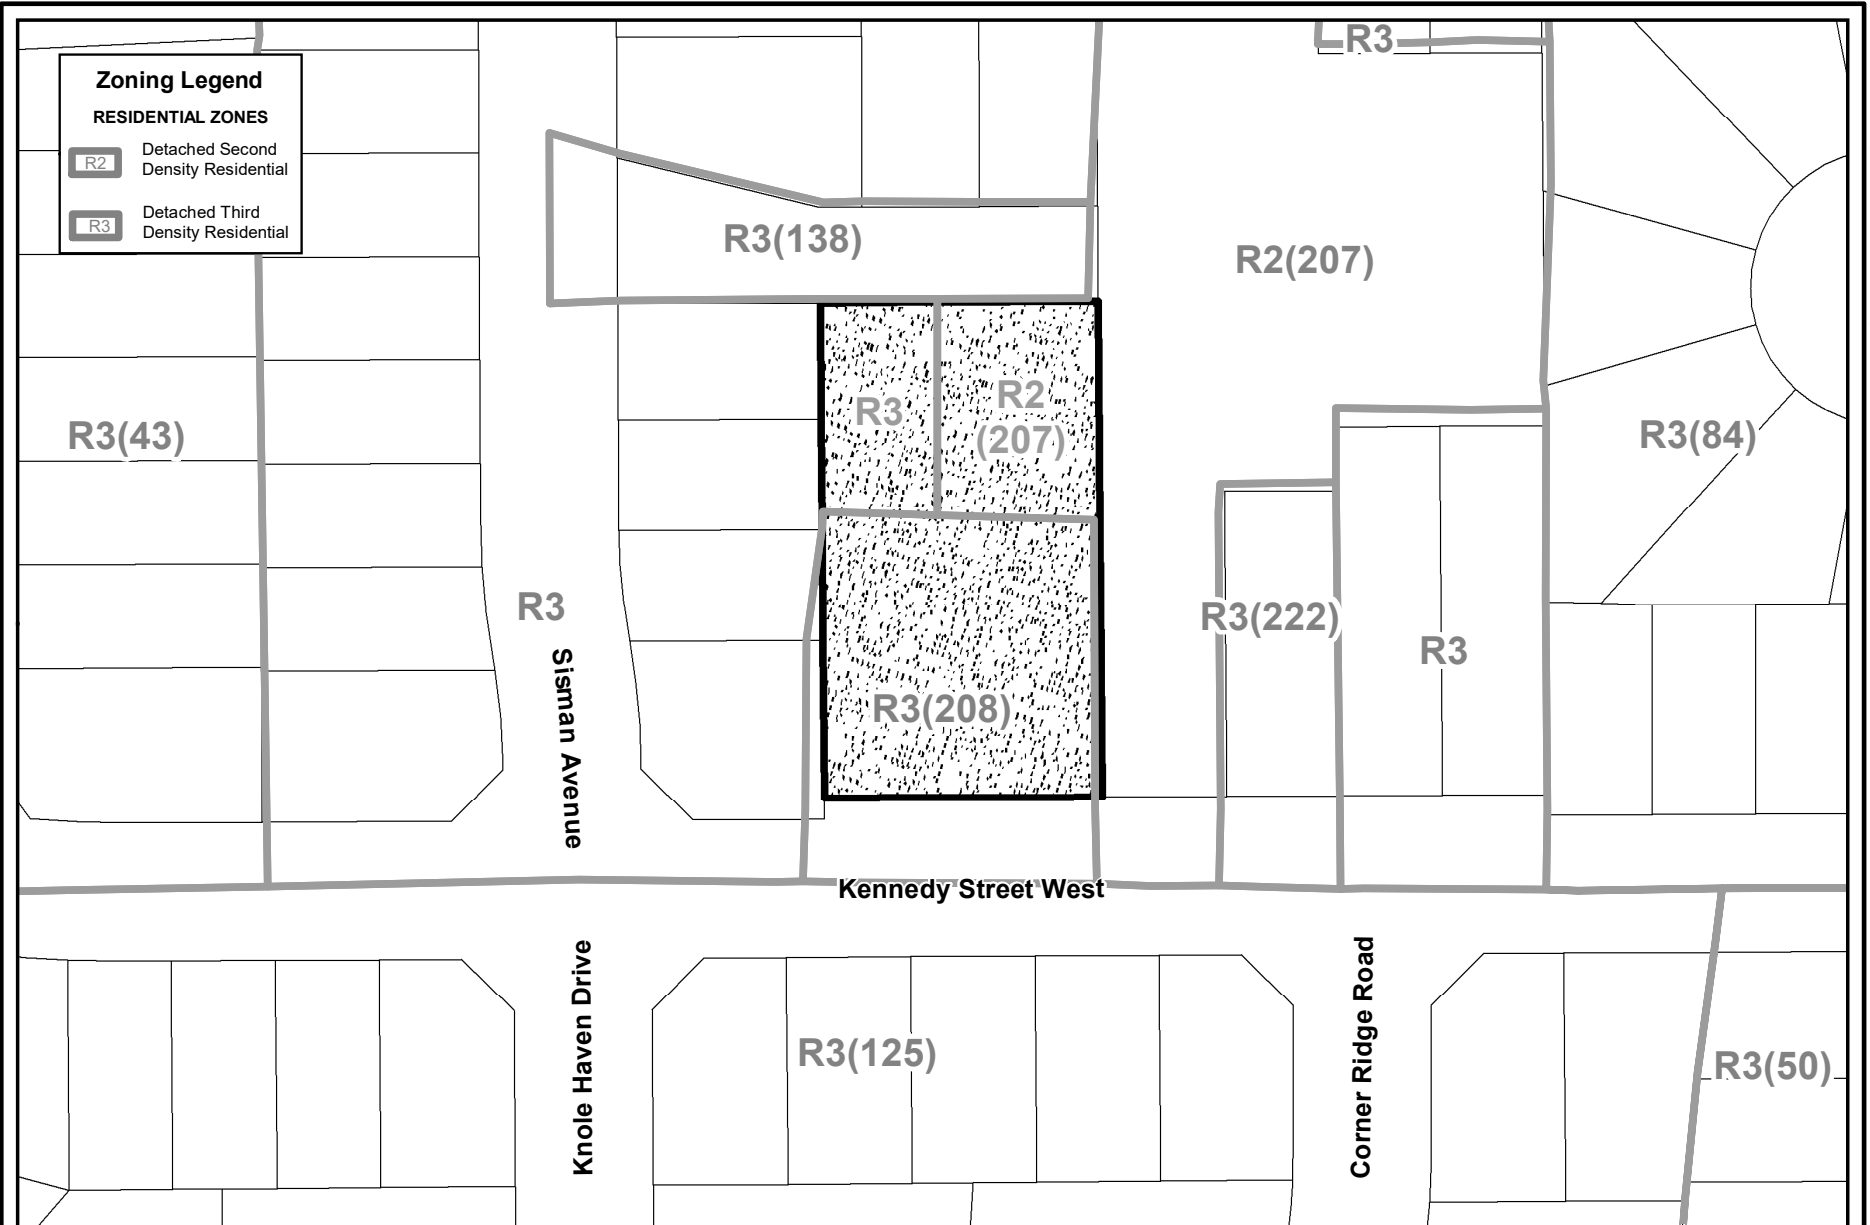 Zoning Legend
RESIDENTIAL ZONES
R2
Detached Second
Density Residential
R3
Detached Third
Density Residential
R3
R3(138)
R2(207)
R3
R2
(207)
R3(43)
R3(84)
R3
R3(222)
R3
R3(208)
Sisman Avenue
Kennedy Street West
Knole Haven Drive
Corner Ridge Road
R3(125)
R3(50)